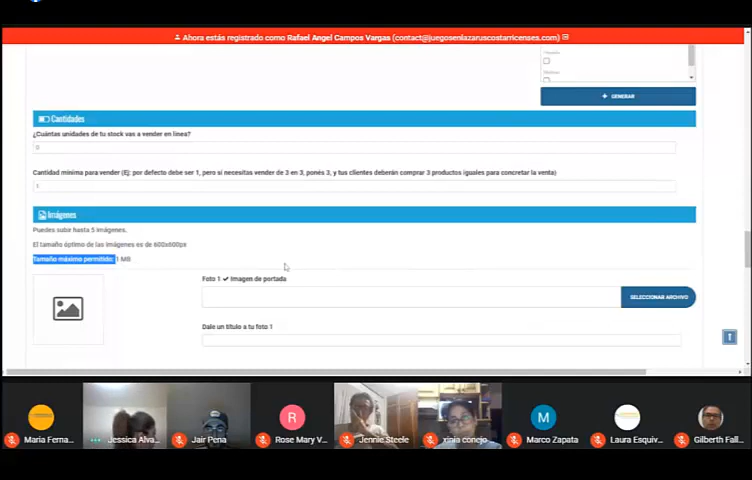 Ahora estás registrado como Rafael Angel Campos Vargas (contact@juegosenlazaruscostarricenses.com)
+ GENERAR
Cantidades
¿Cuántas unidades de tu stock vas a vender en línea?
0
Cantidad mínima para vender (Ej: por defecto debe ser 1, pero si necesitas vender de 3 en 3, ponés 3, y tus clientes deberán comprar 3 productos iguales para concretar la venta)
1
Imágenes
Puedes subir hasta 5 imágenes.
El tamaño óptimo de las imágenes es de 600x600px
Tamaño máximo permitido: 1 MB
Foto 1 ✔ Imagen de portada
SELECCIONAR ARCHIVO
Dale un título a tu foto 1
Maria Ferna...
Jessica Alva...
Jair Pena
R
Rose Mary V...
Jennie Steele
xinia conejo
M
Marco Zapata
Laura Esquiv...
Gilberth Fall...